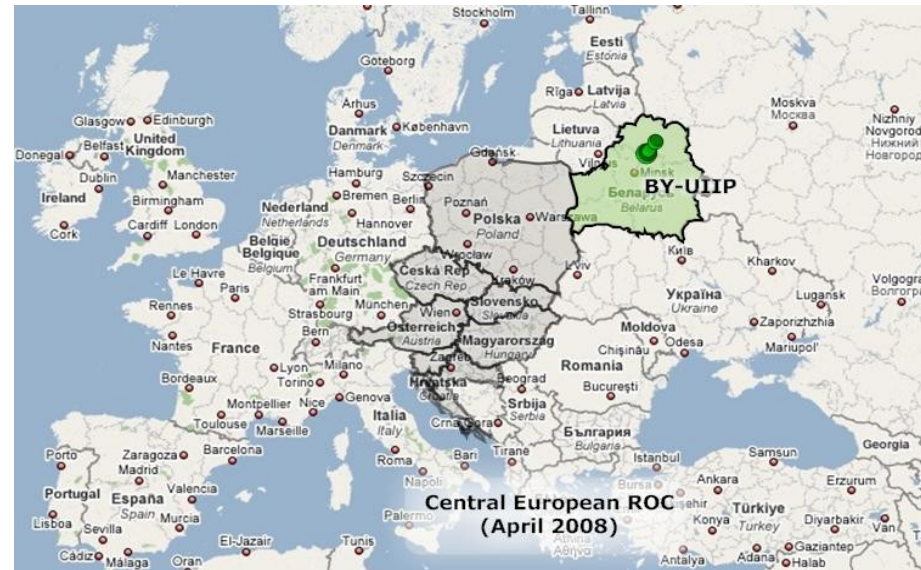 Stockholm
Tallinn
Eesti
Estonia
Göteborg
Rīga
Latvija
Latvia
Moskva
Москва
Nizhniy
Novgorod
Нижний
Новгород
Glasgow
Edinburgh
Århus
Danmark
Denmark
København
Lietuva
Lithuania
Donegal
Belfast
United
Kingdom
Dublin
Manchester
Ireland
Birmingham
Cork
Cardiff
London
Hamburg
Szczecin
Gdańsk
Vilnius
Minsk
BY-UIIP
Беларусь
Belarus
Bremen
Berlin
Poznań
Nederland
Netherlands
Hannover
Polska
Poland
Warszawa
België
Belgique
Belgium
Deutschland
Germany
Wrocław
Київ
Kharkov
Le Havre
Paris
Frankfurt
am Main
Česká Rep
Czech Rep
Kraków
Lviv
Україна
Ukraine
Lugansk
Rennes
Strasbourg
München
Wien
Slovensko
Slovakia
Zaporizhzhia
Nantes
Bern
Österreich
Austria
Magyarország
Hungary
Moldova
Chişinău
Odesa
Mariupol'
France
Lyon
Milano
Torino
Zagreb
Hrvatska
Croatia
Beograd
Romania
Bucureşti
Bordeaux
Montpellier
Nice
Genova
Toulouse
Marseille
Italia
Italy
Crna Gora
Srbija
Serbia
България
Bulgaria
Georgia
Porto
Zaragoza
Barcelona
Roma
Bari
Tiranë
Istanbul
Samsun
Madrid
Napoli
Bursa
Ankara
Erzurum
Portugal
España
Spain
Valencia
Murcia
Palermo
Central European ROC
(April 2008)
Konya
Türkiye
Turkey
Diyarbakir
Van
Lisboa
Sevilla
Αθήνα
Gaziantep
Cádiz
Málaga
El-Jazair
Oran
Tunis
Antalya
Adana
Halab